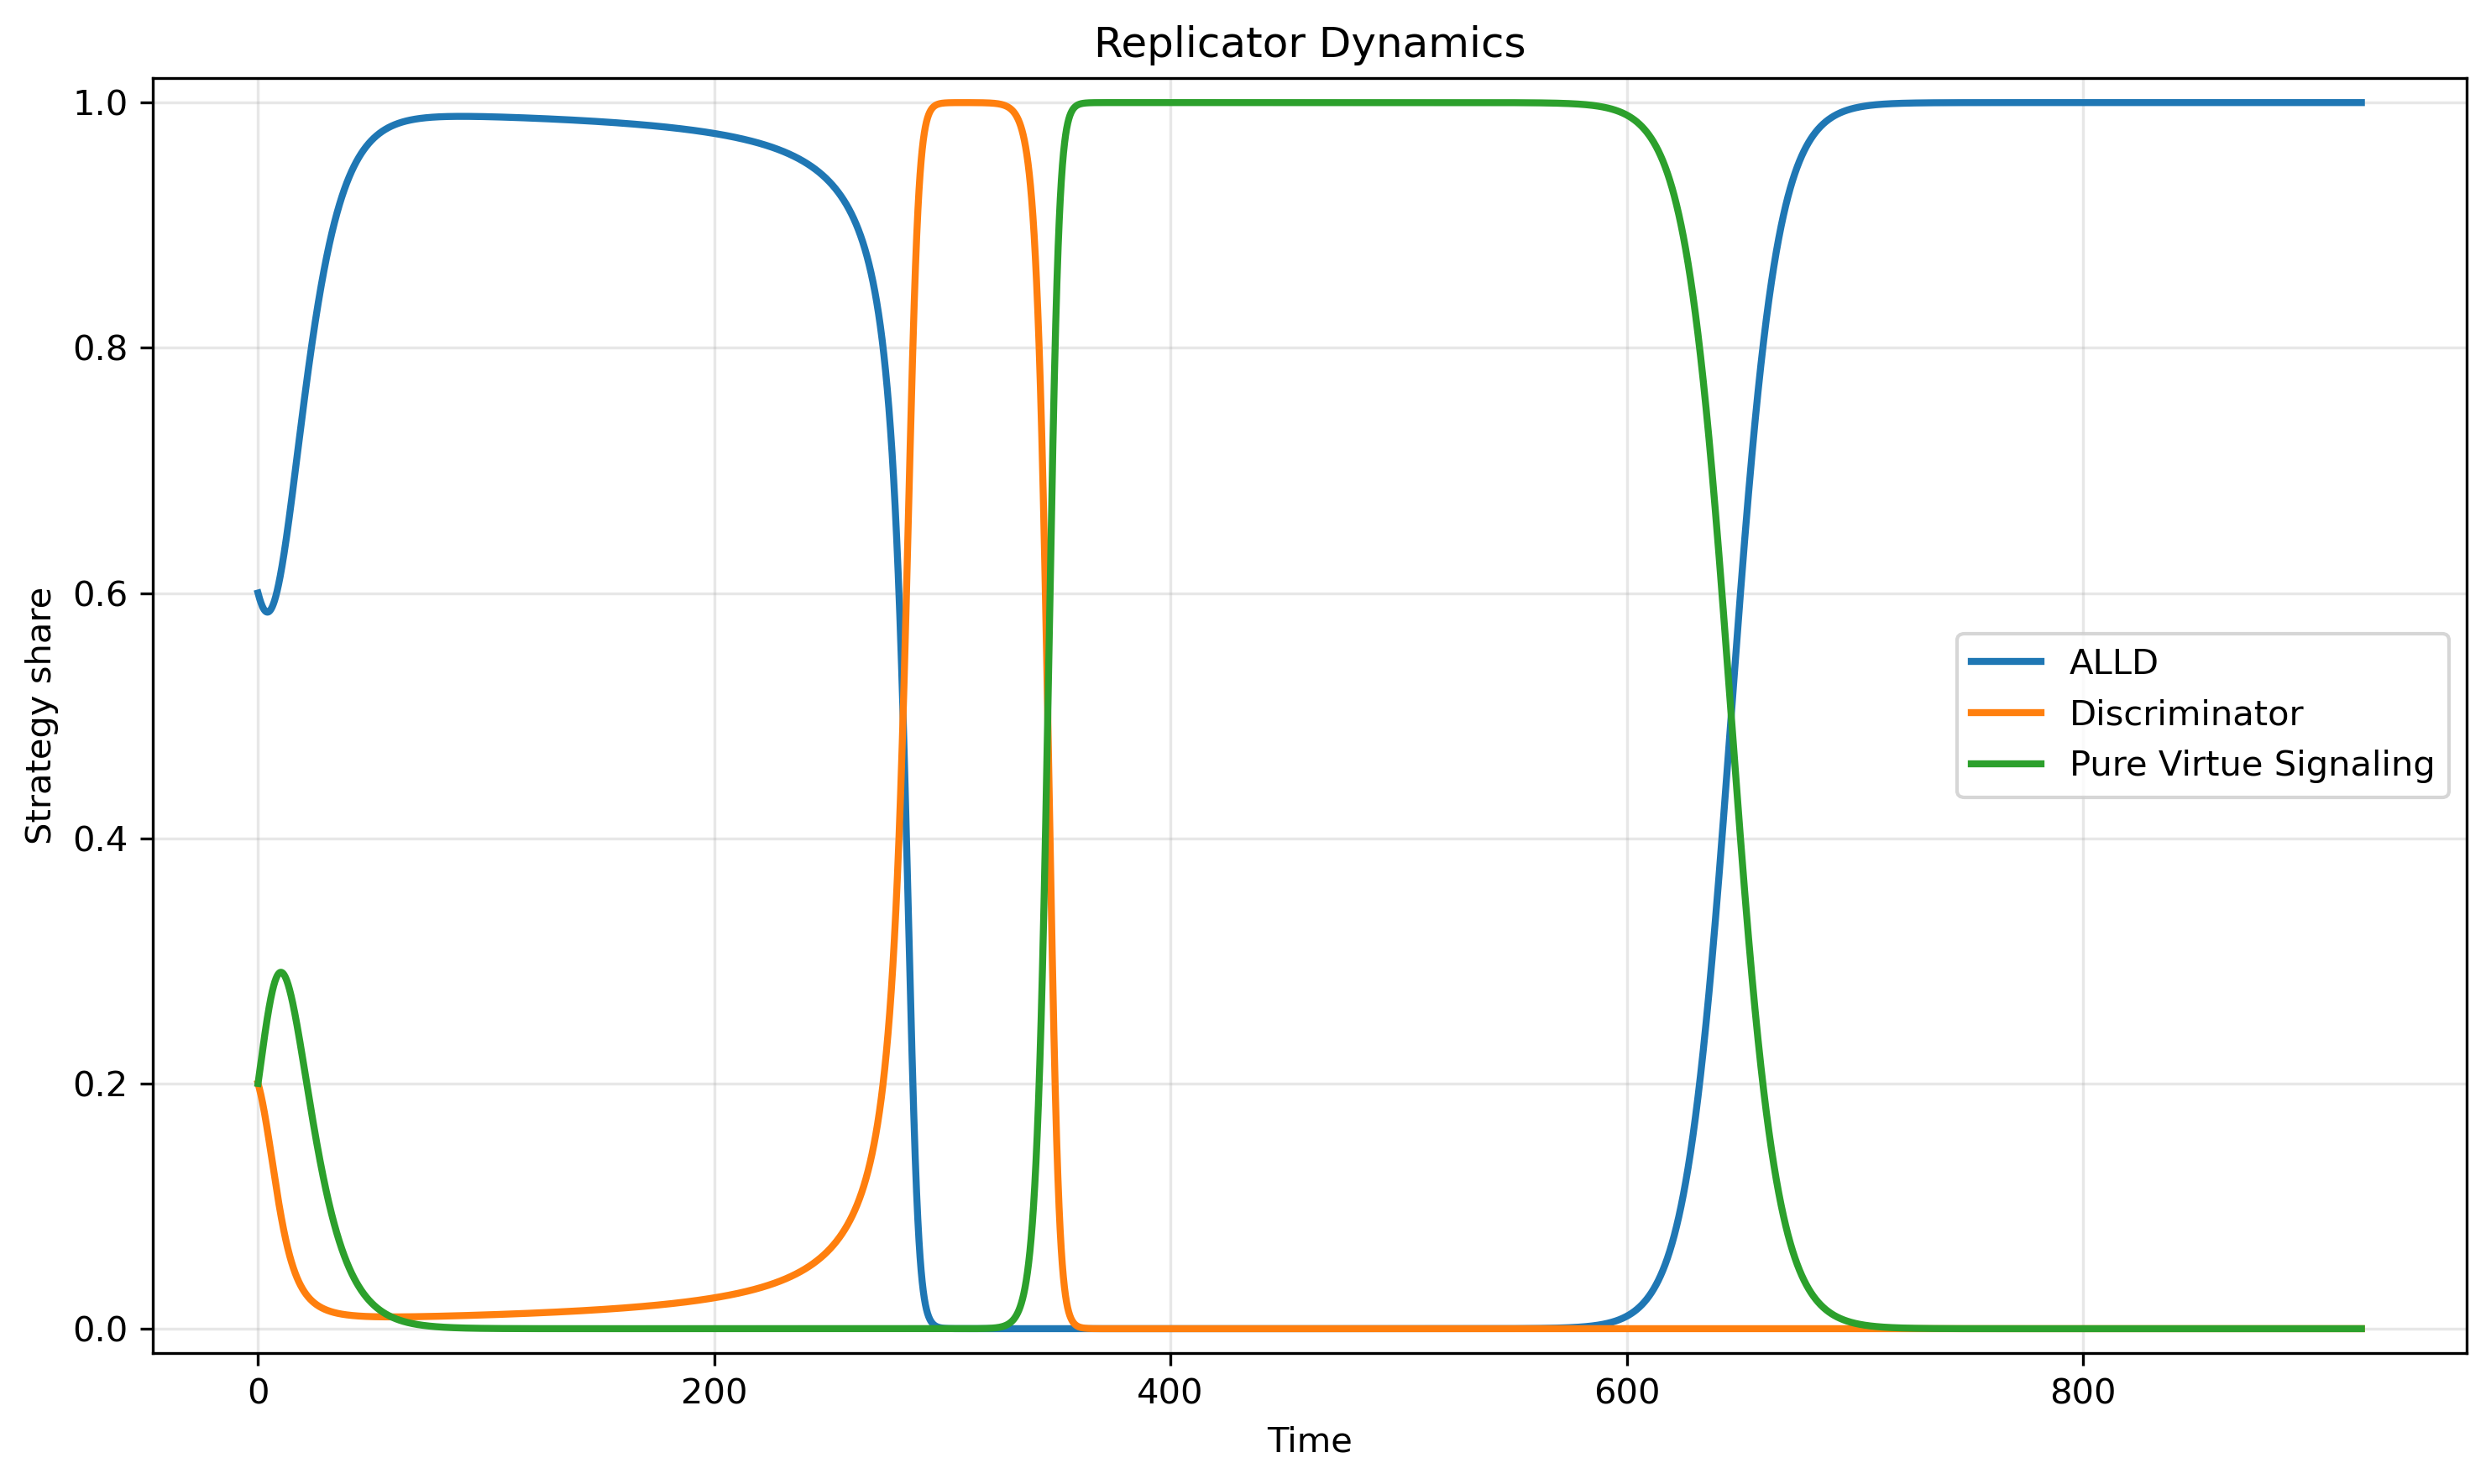 Replicator Dynamics
1.0
0.8
0.6
0.4
0.2
0.0
Strategy share
ALLD
Discriminator
Pure Virtue Signaling
0 200 400 600 800
Time